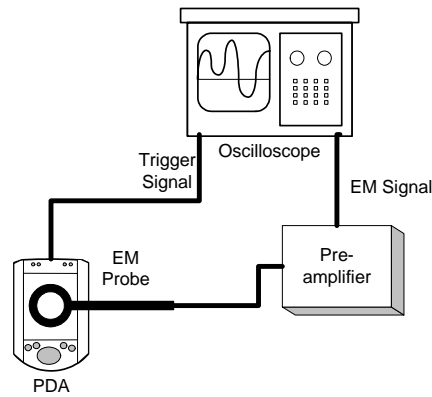 Oscilloscope
Trigger
Signal
EM Signal
EM
Probe
Pre-
amplifier
PDA